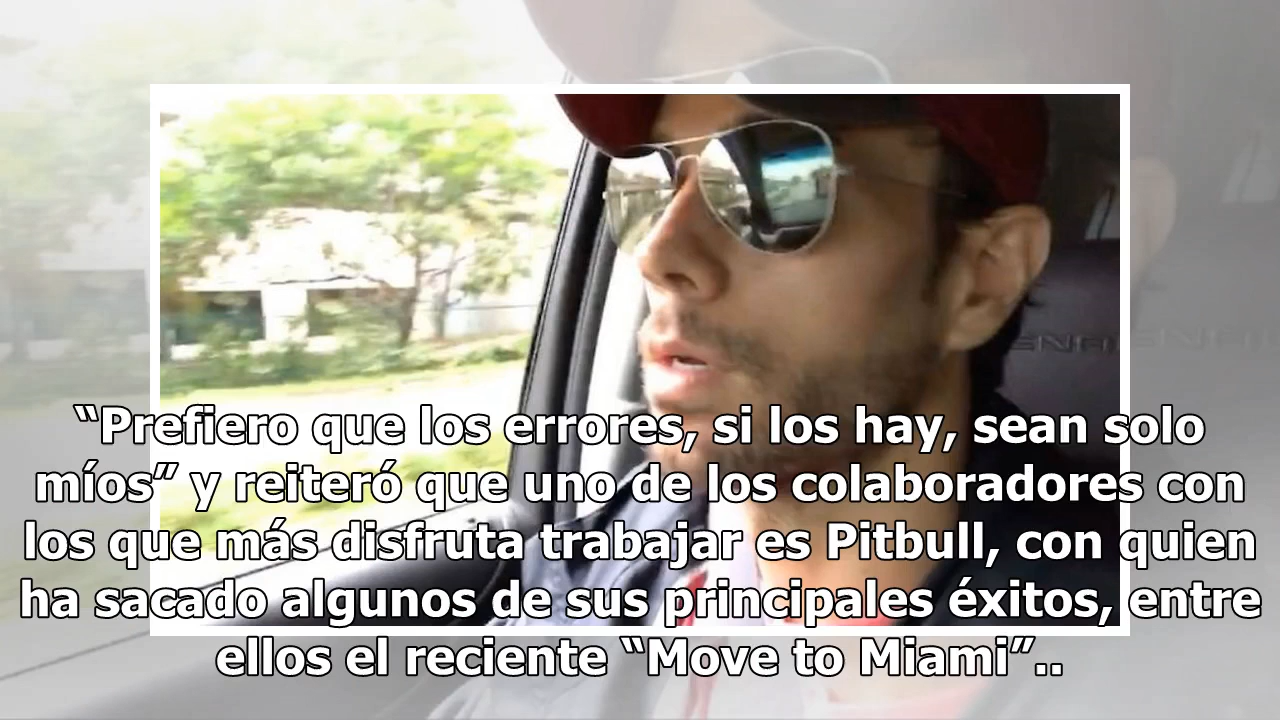 “Prefiero que los errores, si los hay, sean solo
míos” y reiteró que uno de los colaboradores con
los que más disfruta trabajar es Pitbull, con quien
ha sacado algunos de sus principales éxitos, entre
ellos el reciente “Move to Miami”..